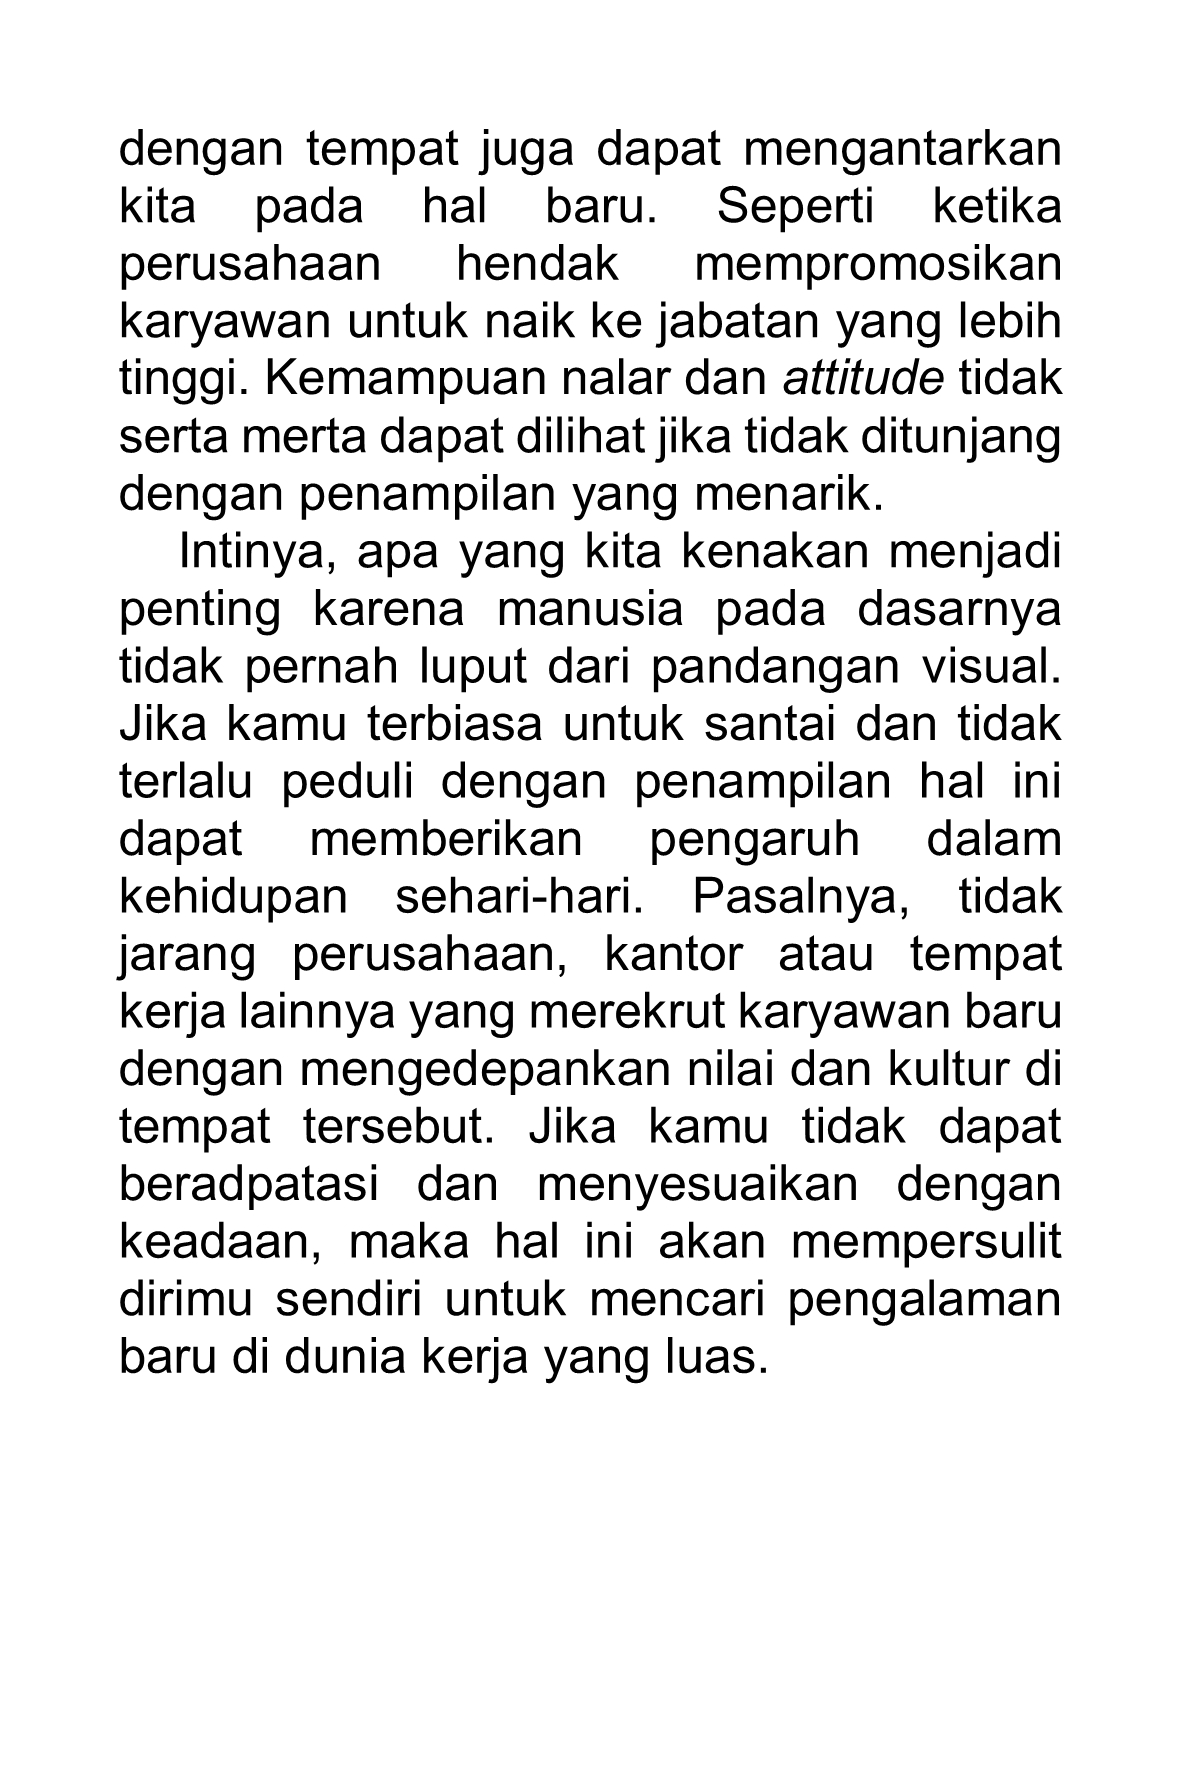 dengan tempat juga dapat mengantarkan
kita pada hal baru. Seperti ketika
perusahaan hendak mempromosikan
karyawan untuk naik ke jabatan yang lebih
tinggi. Kemampuan nalar dan attitude tidak
serta merta dapat dilihat jika tidak ditunjang
dengan penampilan yang menarik.
Intinya, apa yang kita kenakan menjadi
penting karena manusia pada dasarnya
tidak pernah luput dari pandangan visual.
Jika kamu terbiasa untuk santai dan tidak
terlalu peduli dengan penampilan hal ini
dapat memberikan pengaruh dalam
kehidupan sehari-hari. Pasalnya, tidak
jarang perusahaan, kantor atau tempat
kerja lainnya yang merekrut karyawan baru
dengan mengedepankan nilai dan kultur di
tempat tersebut. Jika kamu tidak dapat
beradpatasi dan menyesuaikan dengan
keadaan, maka hal ini akan mempersulit
dirimu sendiri untuk mencari pengalaman
baru di dunia kerja yang luas.